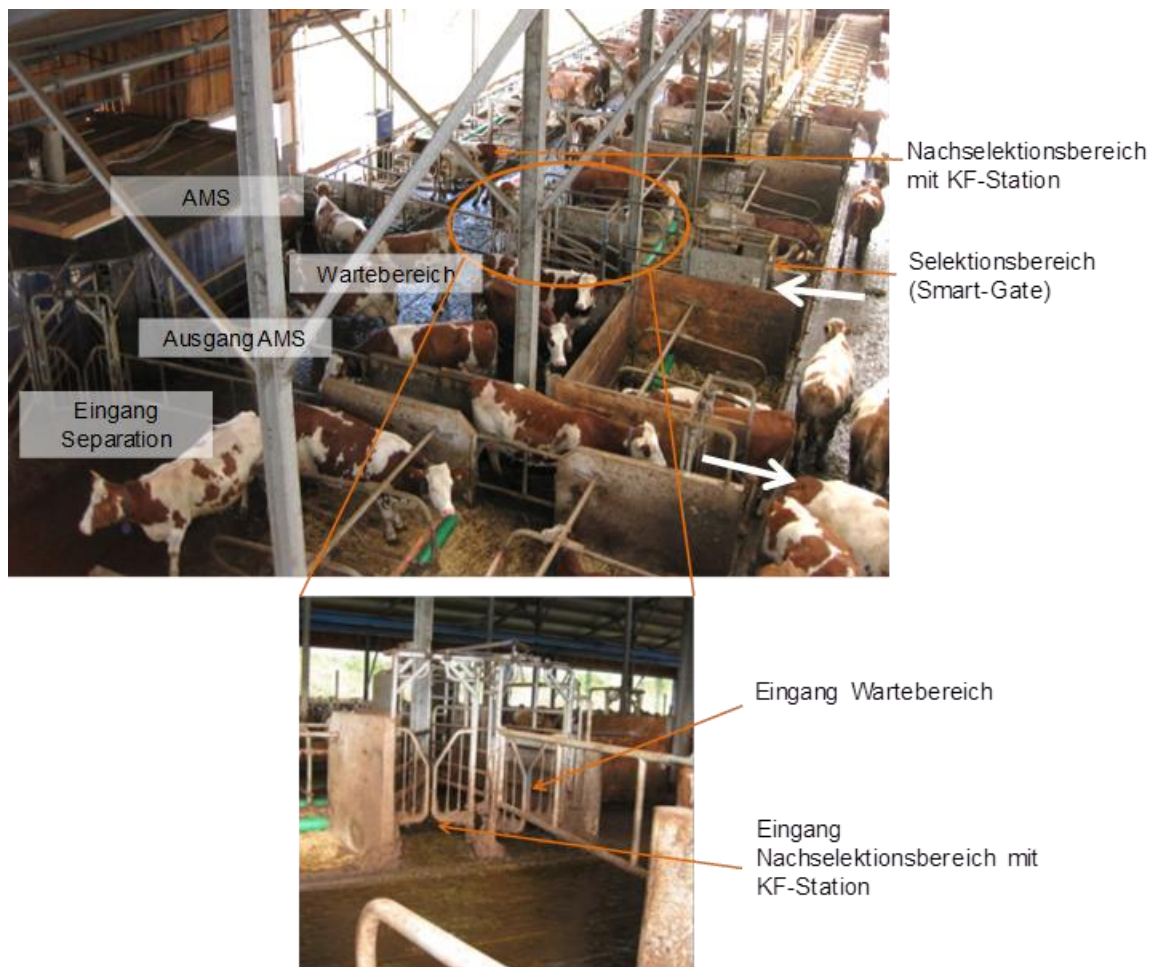 Nachselektionsbereich
mit KF-Station
AMS
Selektionsbereich
(Smart-Gate)
Wartebereich
Ausgang AMS
Eingang
Separation
Eingang Wartebereich
Eingang
Nachselektionsbereich mit
KF-Station